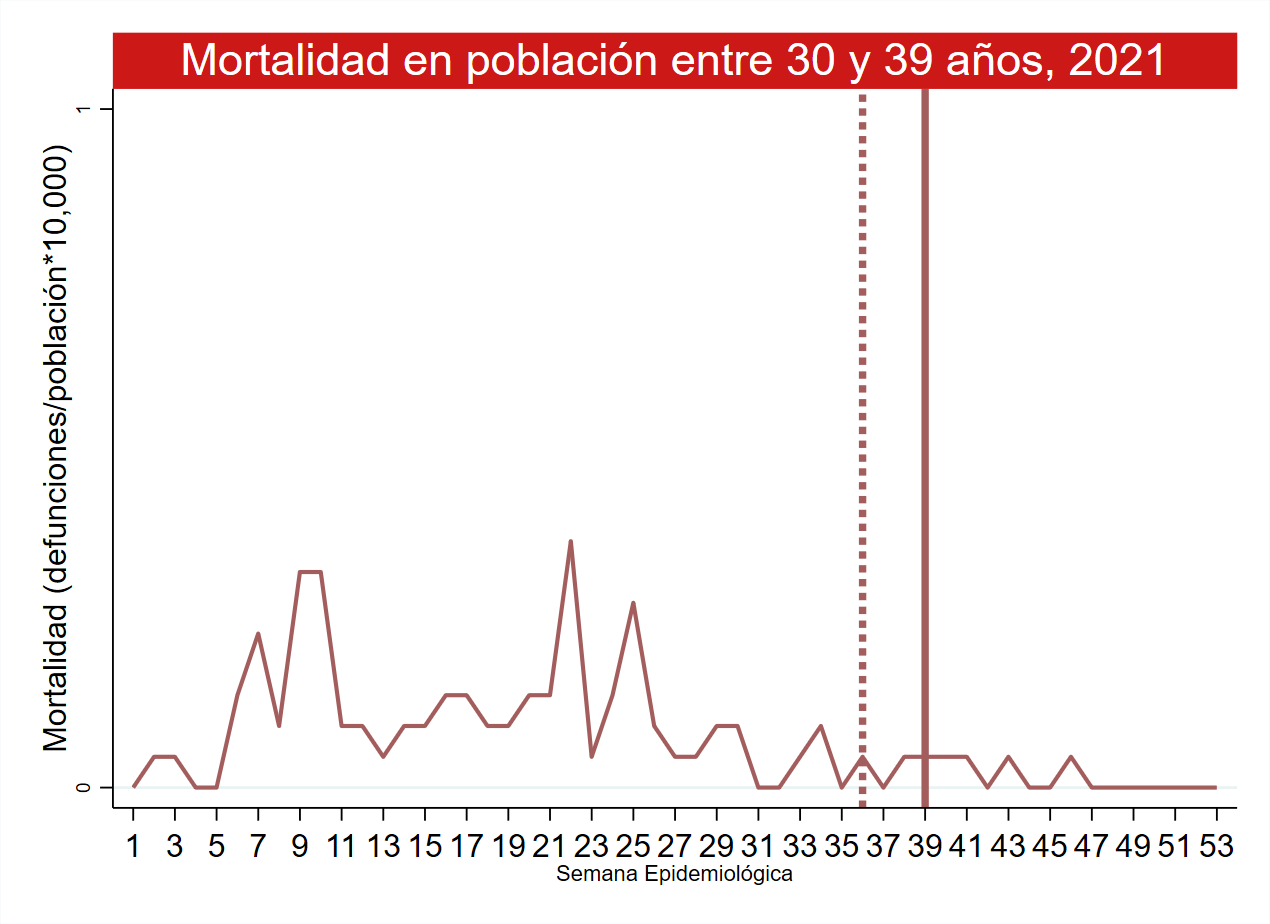 Mortalidad en población entre 30 y 39 años, 2021
Mortalidad (defunciones/población*10,000)
1
0
1 3 5 7 9 11 13 15 17 19 21 23 25 27 29 31 33 35 37 39 41 43 45 47 49 51 53
Semana Epidemiológica